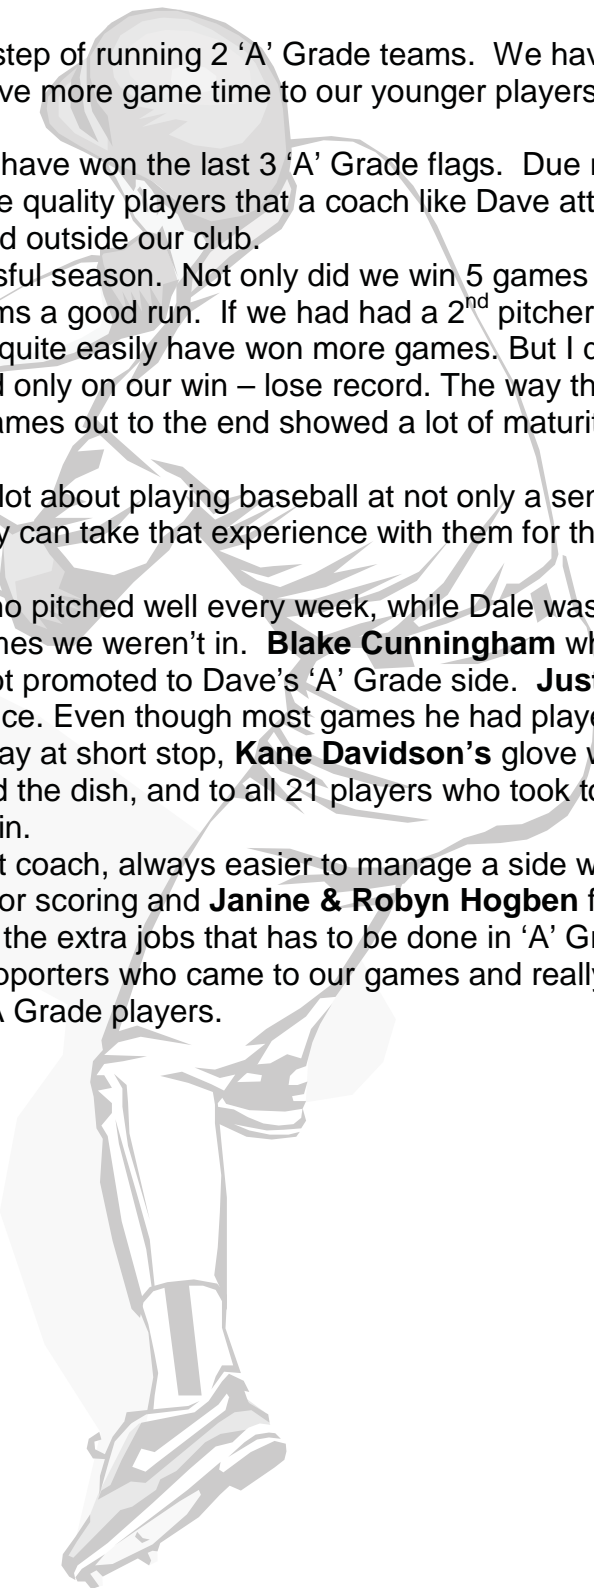 step of running 2 ‘A’ Grade teams.  We hav
ve more game time to our younger players
have won the last 3 ‘A’ Grade flags.  Due
e quality players that a coach like Dave att
d outside our club.
sful season.  Not only did we win 5 games
ms a good run.  If we had had a 2nd pitcher
quite easily have won more games. But I
d only on our win – lose record. The way th
ames out to the end showed a lot of maturit
lot about playing baseball at not only a sen
y can take that experience with them for th
no pitched well every week, while Dale was
mes we weren’t in.  Blake Cunningham wh
ot promoted to Dave’s ‘A’ Grade side.  Just
ce. Even though most games he had playe
ay at short stop, Kane Davidson’s glove w
d the dish, and to all 21 players who took to
in.
t coach, always easier to manage a side w
or scoring and Janine & Robyn Hogben f
the extra jobs that has to be done in ‘A’ Gr
pporters who came to our games and really
A Grade players.